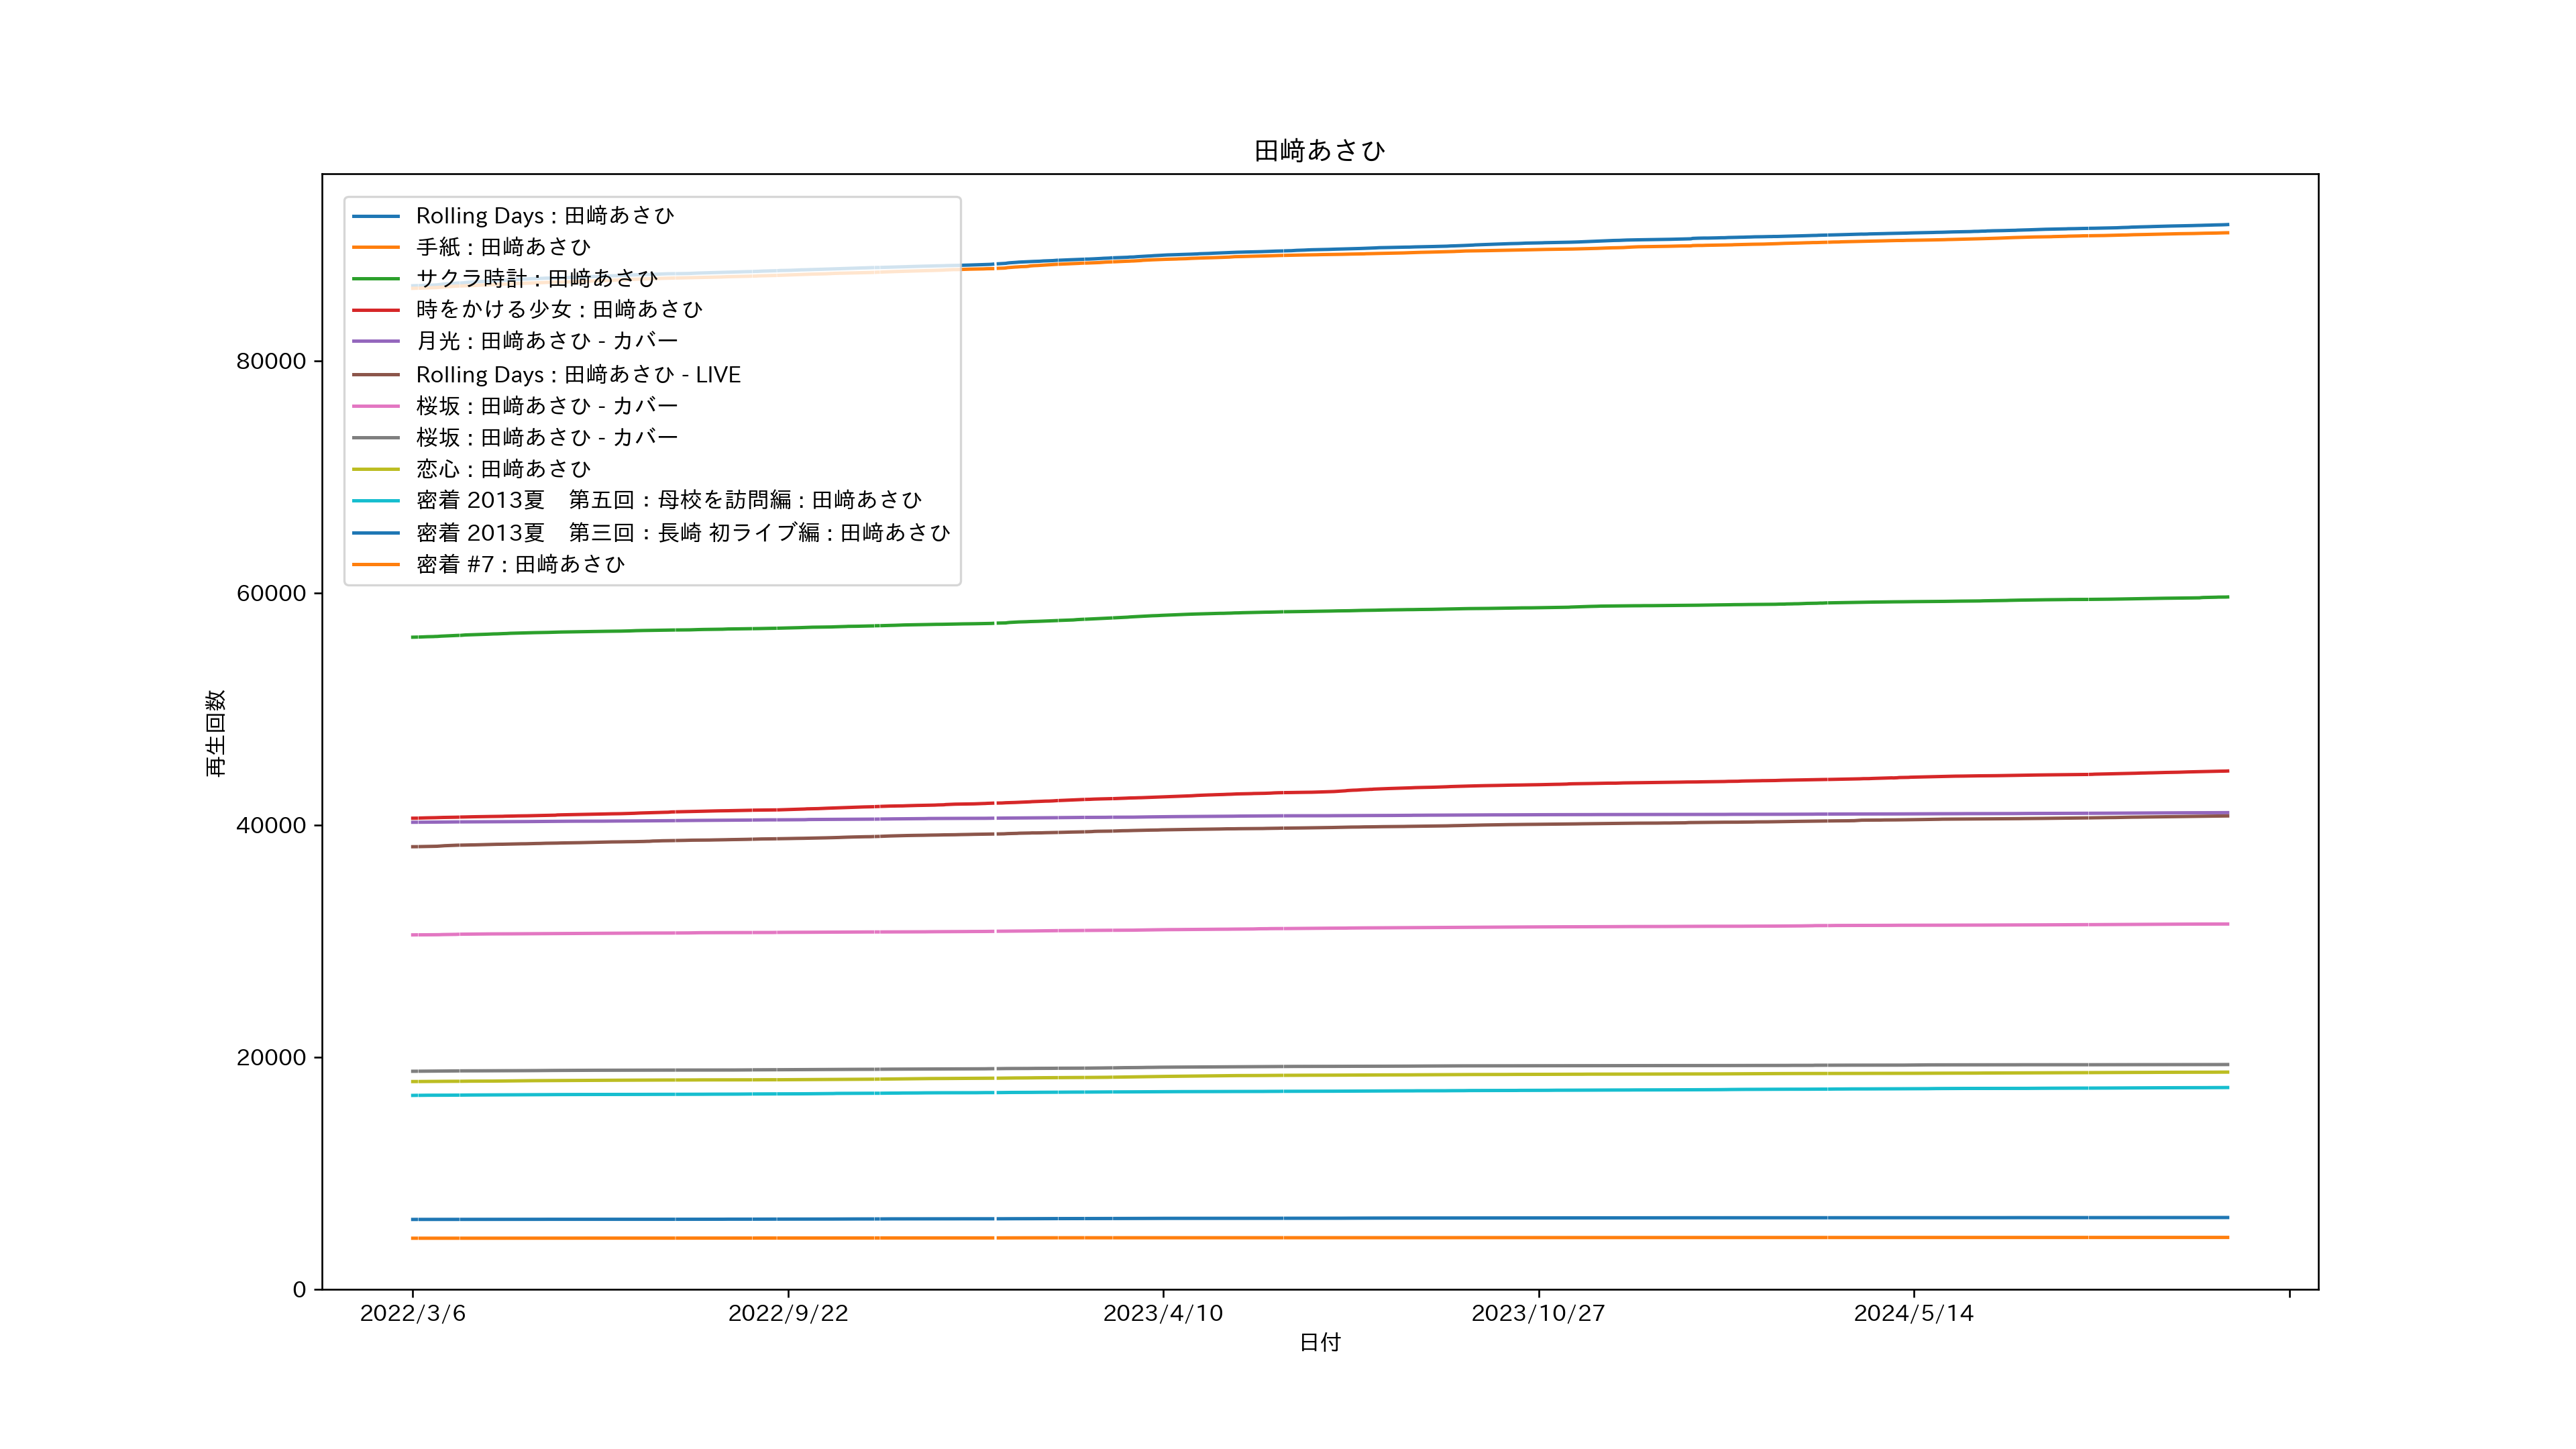 田﨑あさひ
Rolling Days : 田﨑あさひ
手紙 : 田﨑あさひ
サクラ時計 : 田﨑あさひ
時をかける少女 : 田﨑あさひ
月光 : 田﨑あさひ - カバー
Rolling Days : 田﨑あさひ - LIVE
桜坂 : 田﨑あさひ - カバー
桜坂 : 田﨑あさひ - カバー
恋心 : 田﨑あさひ
密着 2013夏　第五回：母校を訪問編 : 田﨑あさひ
密着 2013夏　第三回：長崎 初ライブ編 : 田﨑あさひ
密着 #7 : 田﨑あさひ
80000
60000
40000
20000
0
再生回数
2022/3/6
2022/9/22
2023/4/10
2023/10/27
2024/5/14
日付